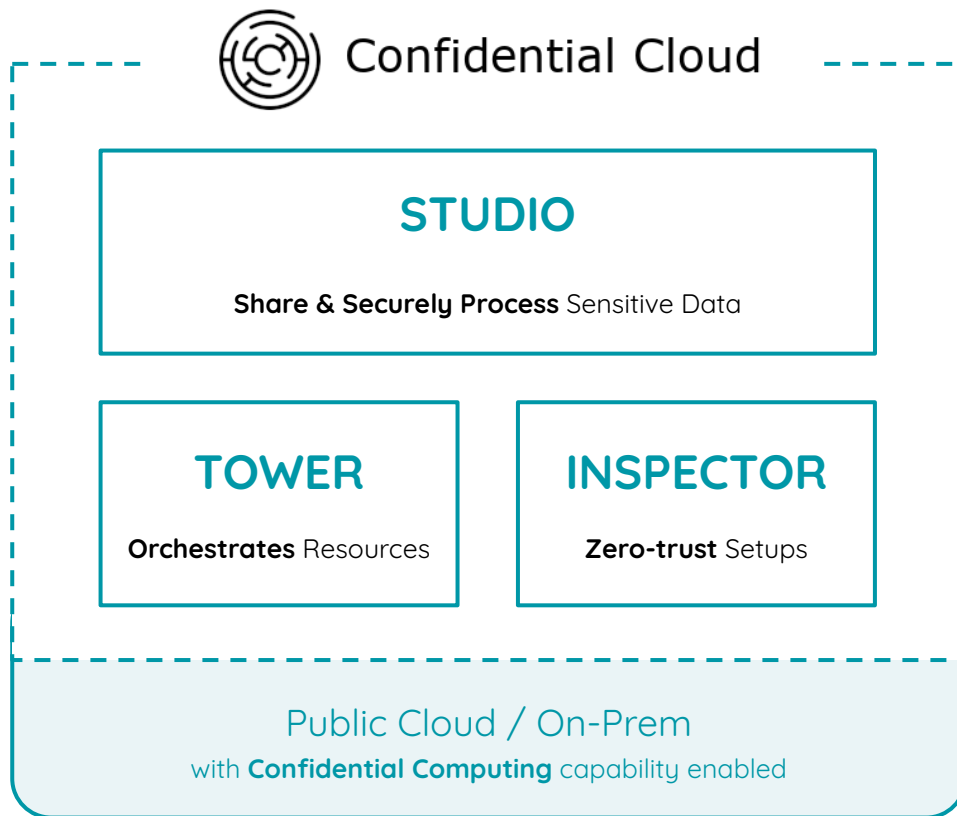 Confidential Cloud
STUDIO
Share & Securely Process Sensitive Data
TOWER
Orchestrates Resources
INSPECTOR
Zero-trust Setups
Public Cloud / On-Prem
with Confidential Computing capability enabled